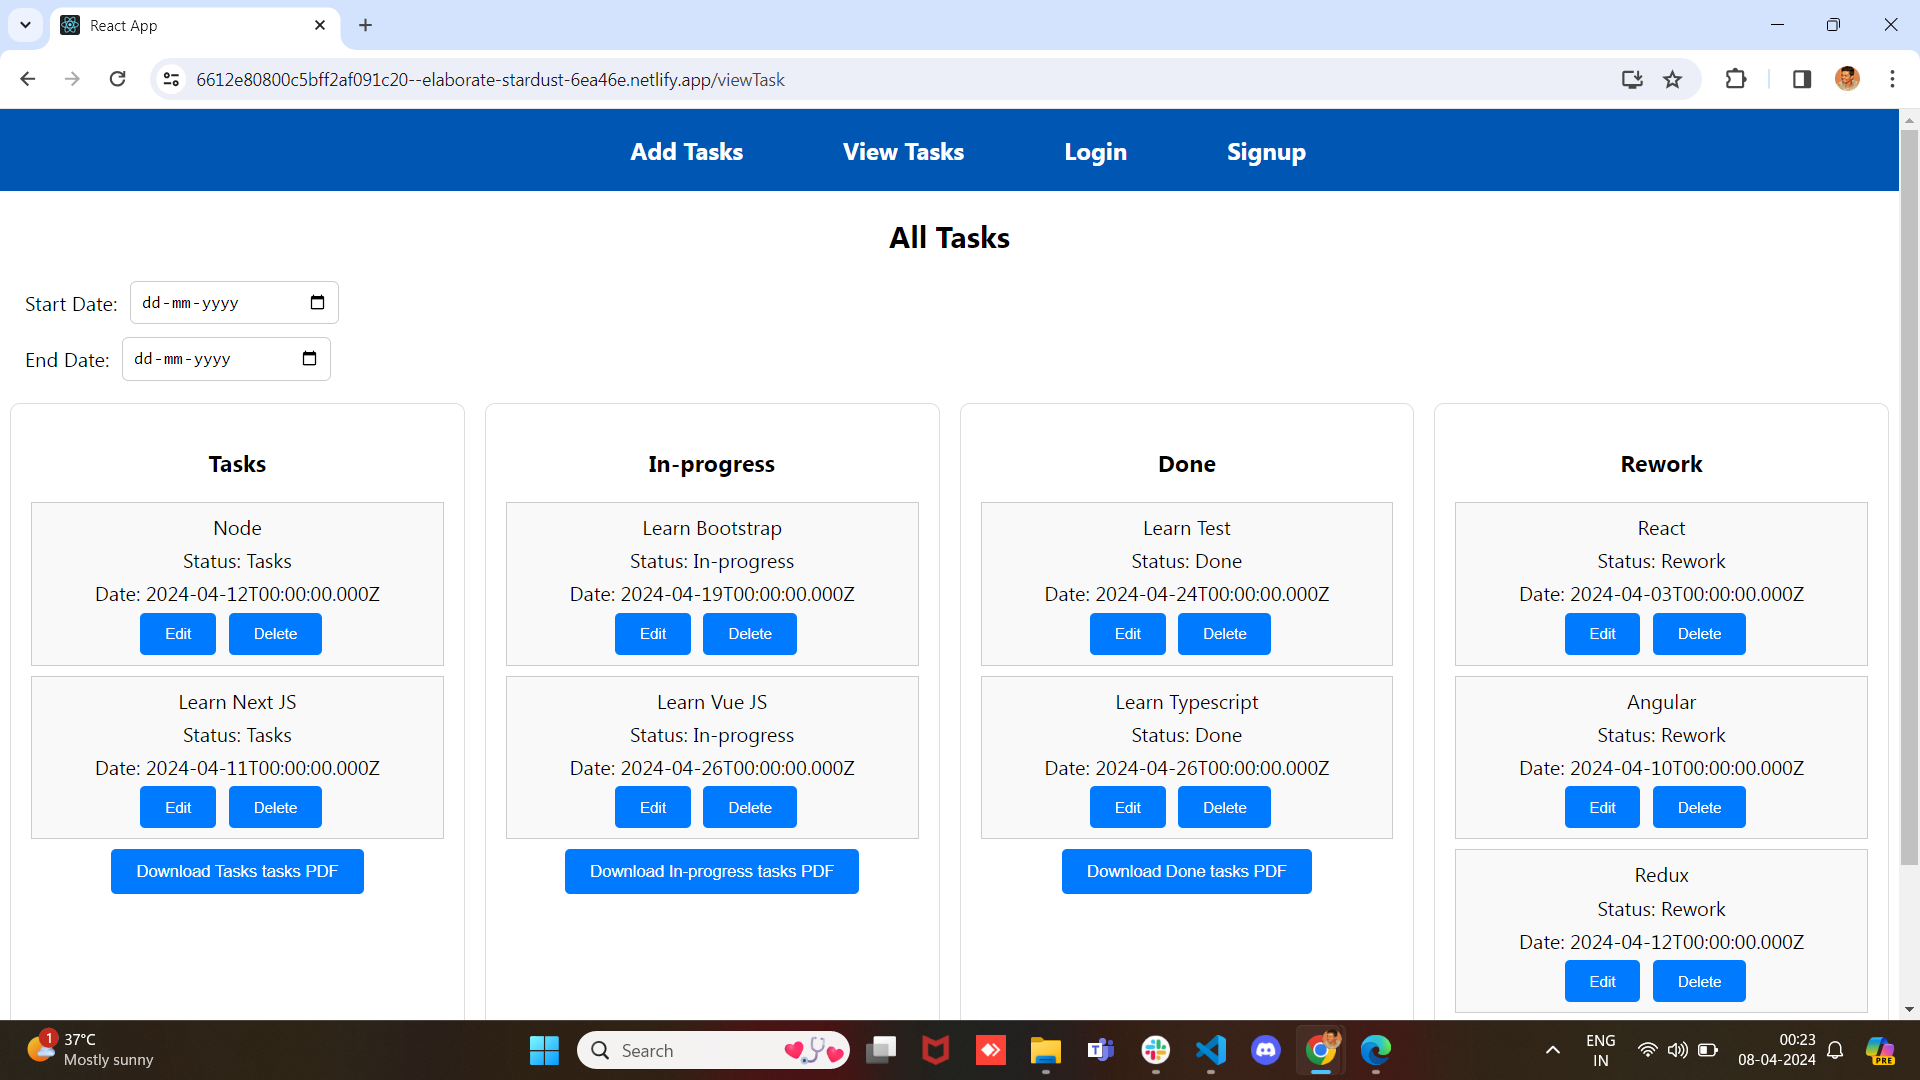 React App
6612e80800c5bff2af091c20--elaborate-stardust-6ea46e.netlify.app/viewTask
Add Tasks View Tasks Login Signup
All Tasks
Start Date: dd-mm-yyyy
End Date: dd-mm-yyyy
Tasks
Node
Status: Tasks
Date: 2024-04-12T00:00:00.000Z
Edit Delete
Learn Next JS
Status: Tasks
Date: 2024-04-11T00:00:00.000Z
Edit Delete
Download Tasks tasks PDF
In-progress
Learn Bootstrap
Status: In-progress
Date: 2024-04-19T00:00:00.000Z
Edit Delete
Learn Vue JS
Status: In-progress
Date: 2024-04-26T00:00:00.000Z
Edit Delete
Download In-progress tasks PDF
Done
Learn Test
Status: Done
Date: 2024-04-24T00:00:00.000Z
Edit Delete
Learn Typescript
Status: Done
Date: 2024-04-26T00:00:00.000Z
Edit Delete
Download Done tasks PDF
Rework
React
Status: Rework
Date: 2024-04-03T00:00:00.000Z
Edit Delete
Angular
Status: Rework
Date: 2024-04-10T00:00:00.000Z
Edit Delete
Redux
Status: Rework
Date: 2024-04-12T00:00:00.000Z
Edit Delete
1
37°C
Mostly sunny
Search
ENG
IN
00:23
08-04-2024
PRE